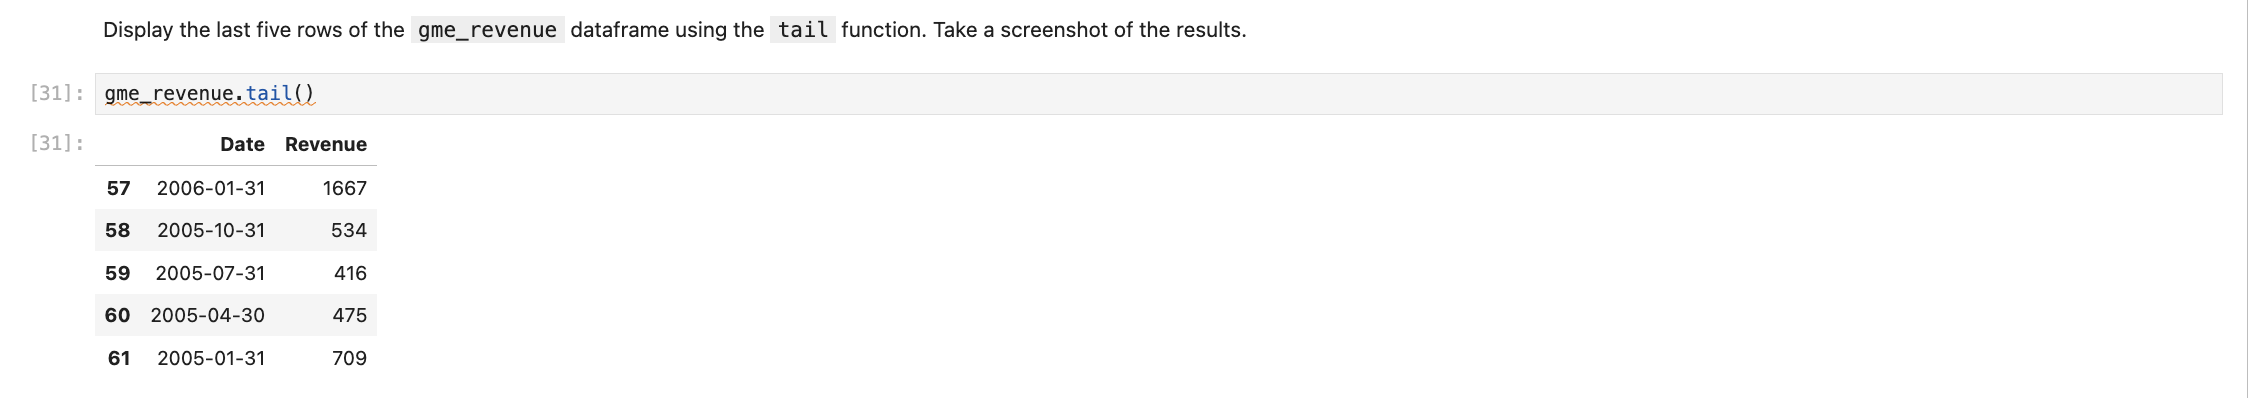 Display the last five rows of the gme_revenue dataframe using the tail function. Take a screenshot of the results.
[31]: gme_revenue.tail()
[31]: Date Revenue
57 2006-01-31 1667
58 2005-10-31 534
59 2005-07-31 416
60 2005-04-30 475
61 2005-01-31 709